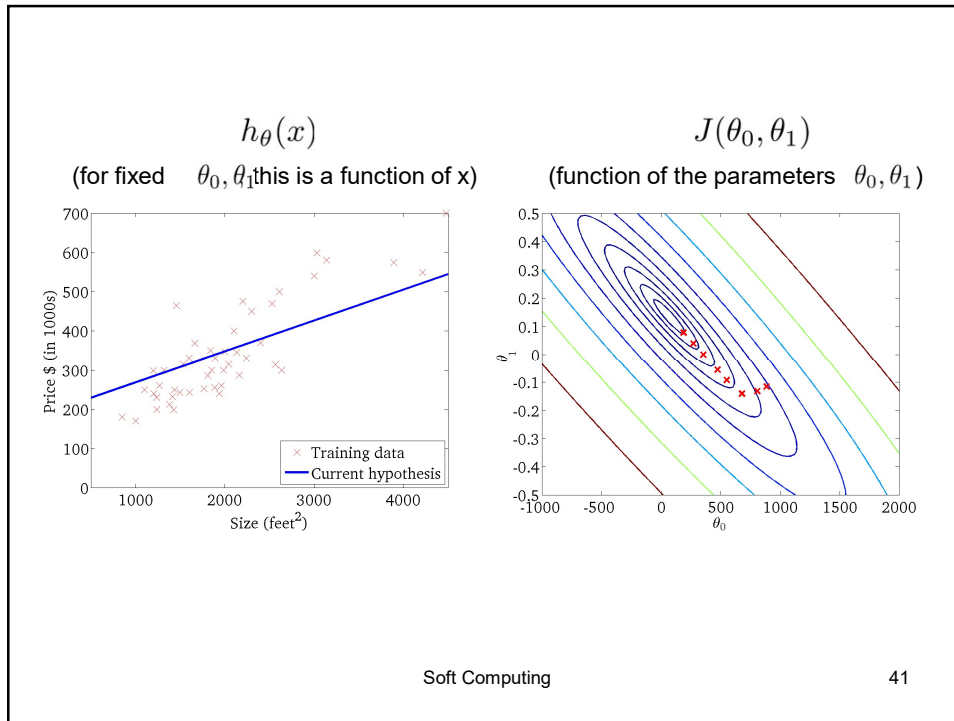 h_θ(x)
(for fixed θ₀, θ₁, this is a function of x)
700
600
500
400
300
200
100
0
Price $ (in 1000s)
1000 2000 3000 4000
Size (feet²)
Training data
Current hypothesis
J(θ₀, θ₁)
(function of the parameters θ₀, θ₁)
0.5
0.4
0.3
0.2
0.1
0
-0.1
-0.2
-0.3
-0.4
-0.5
θ₁
-1000 -500 0 500 1000 1500 2000
θ₀
Soft Computing 41